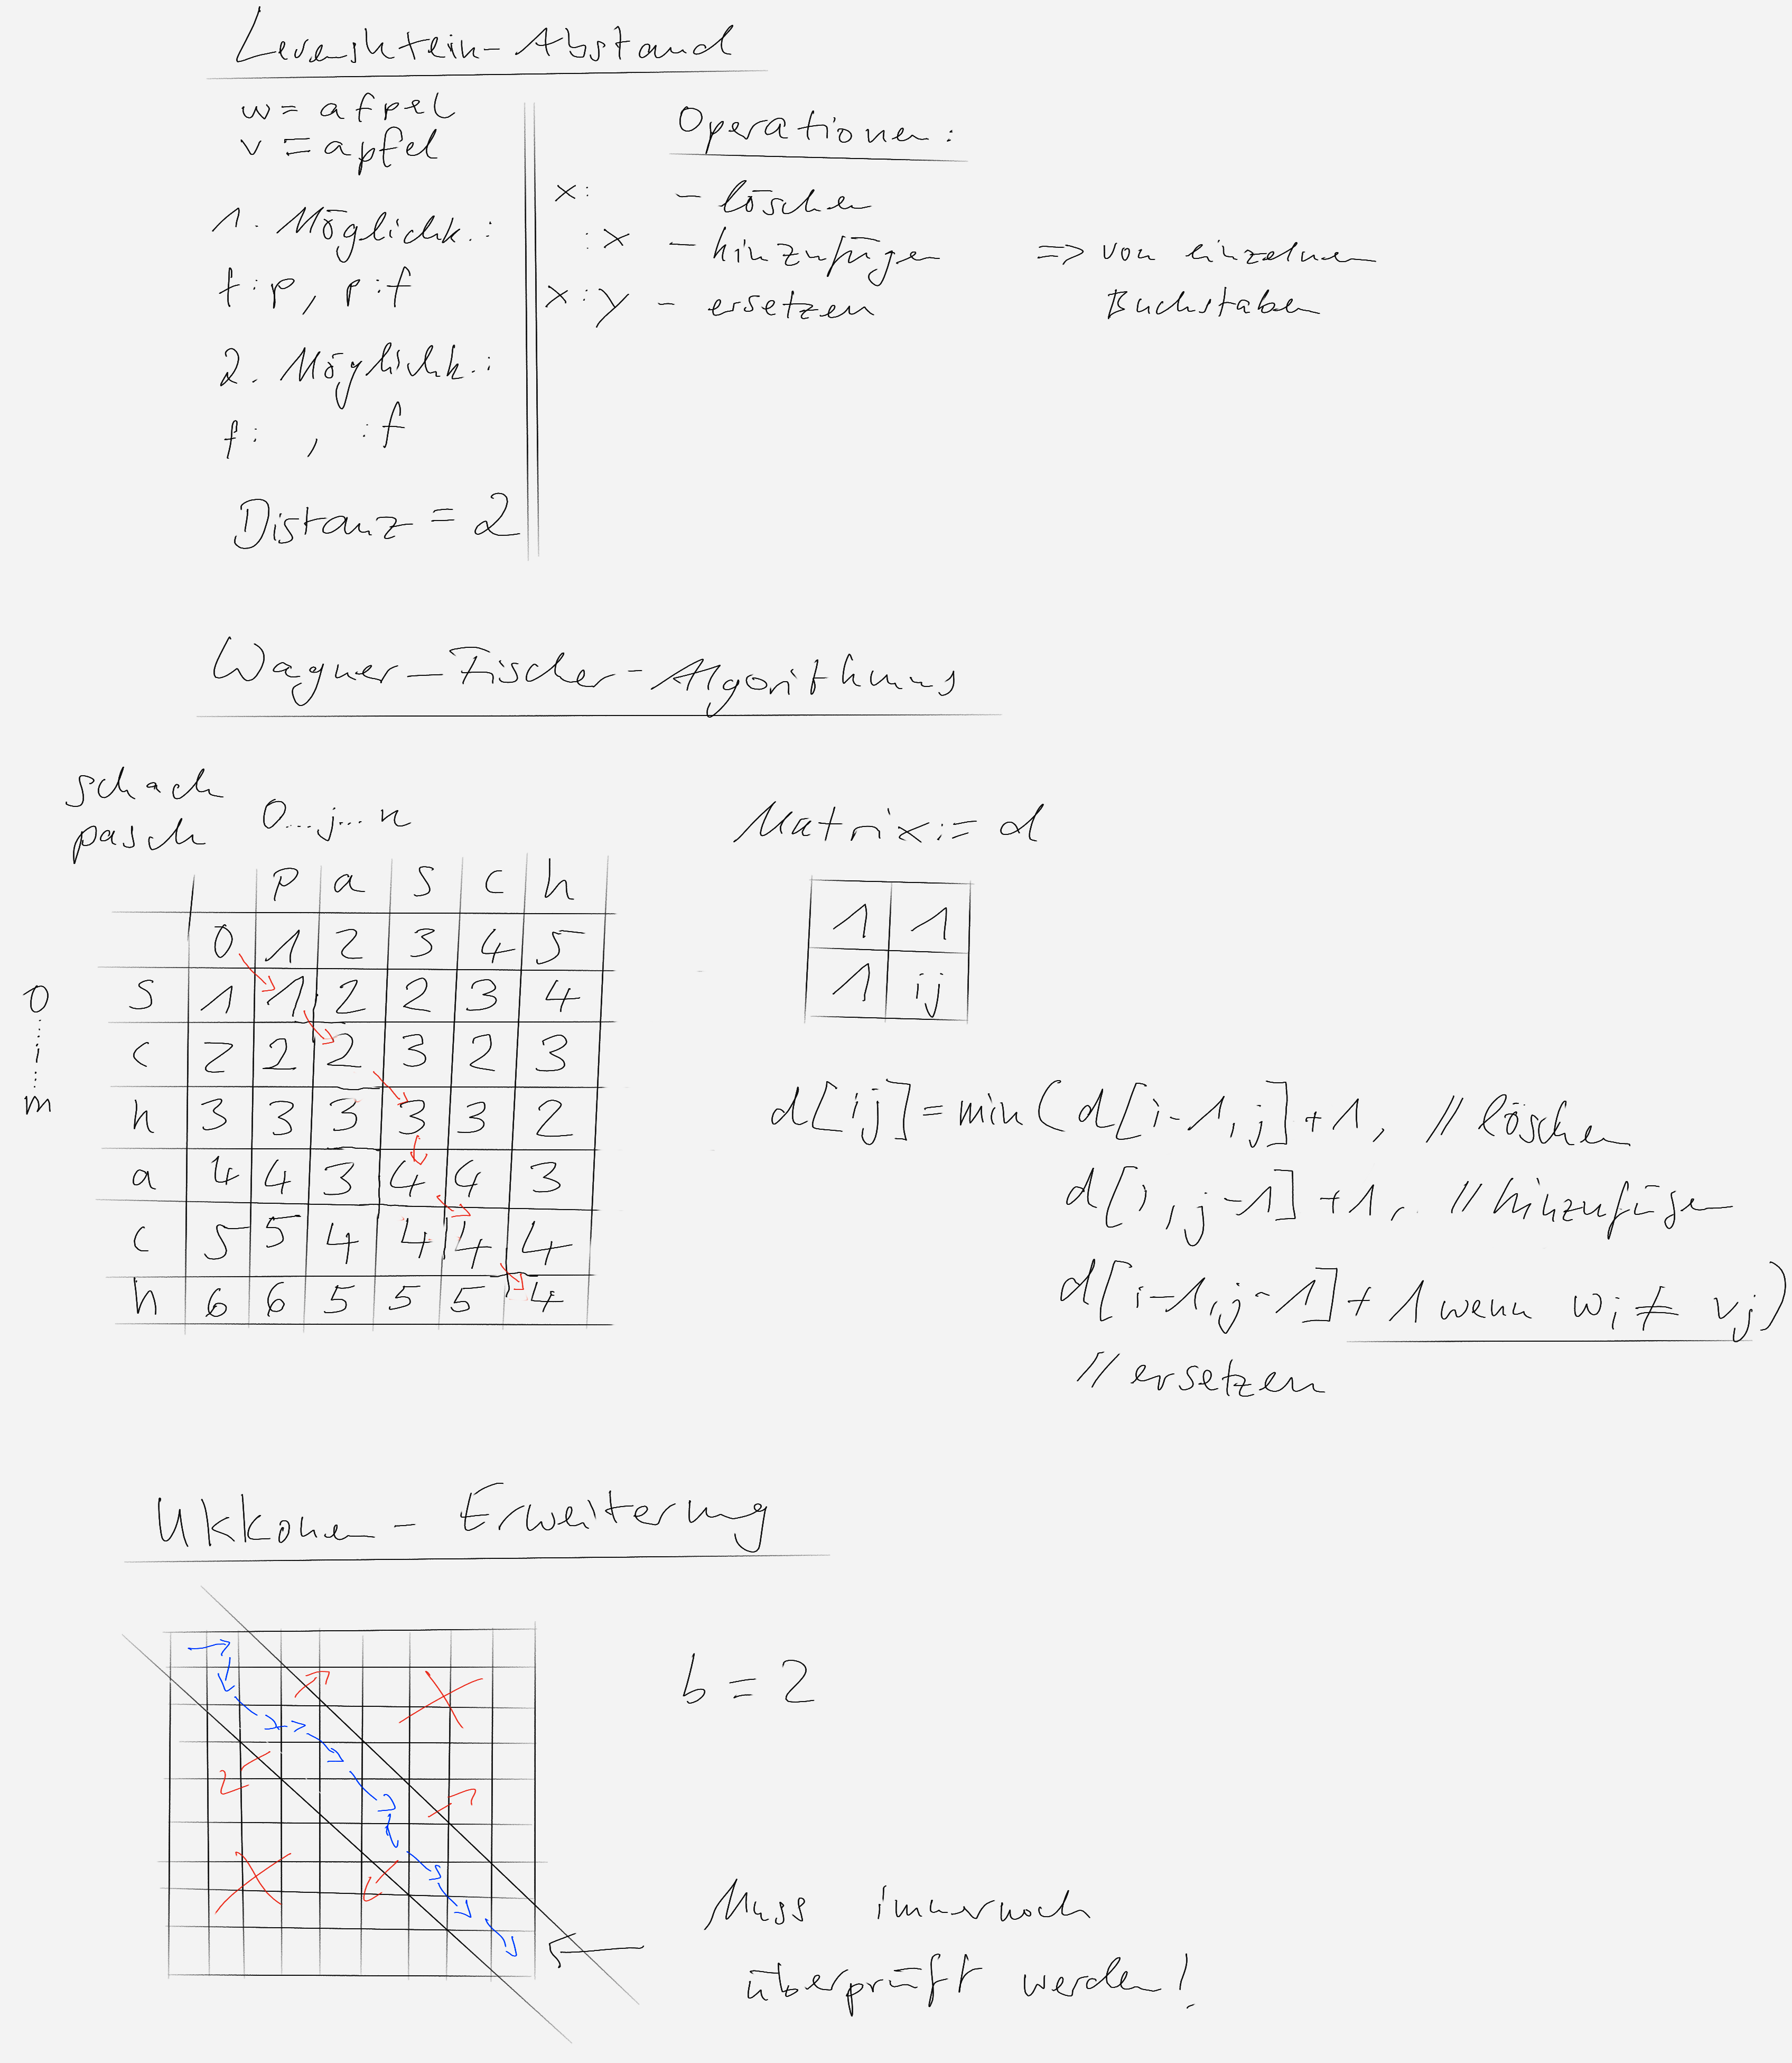 Levenshtein-Abstand
w = afpel
v = apfel
1. Möglichk.:
f:p, p:f
2. Möglichk.:
f: , :f
Distanz = 2
Operationen:
x: - löschen
:x - hinzufügen
x:y - ersetzen
=> von einzelnen
Buchstaben
Wagner-Fischer-Algorithmus
schach
pasch
0...j...n
p a s c h
0 1 2 3 4 5
s 1 1 2 2 3 4
c 2 2 2 3 2 3
h 3 3 3 3 3 2
a 4 4 3 4 4 3
c 5 5 4 4 4 4
h 6 6 5 5 5 4
0
i
m
Matrix := d
1 1
1 ij
d[ij] = min(d[i-1,j]+1, // löschen
d[i,j-1]+1, // hinzufügen
d[i-1,j-1]+1 wenn wi ≠ vj)
// ersetzen
Ukkonen-Erweiterung
b = 2
Muss immernoch
überprüft werden!